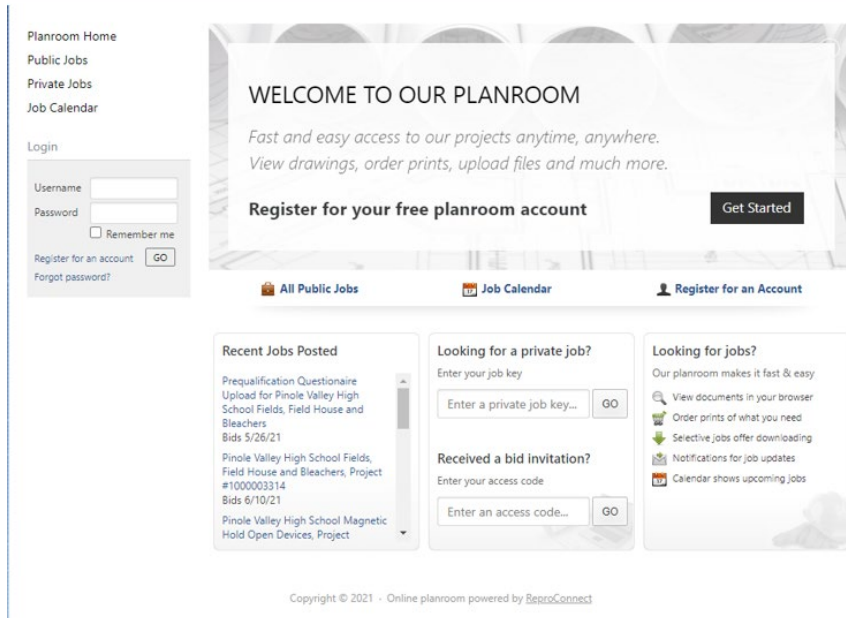 Planroom Home
Public Jobs
Private Jobs
Job Calendar
Login
Username
Password
Remember me
Register for an account GO
Forgot password?
WELCOME TO OUR PLANROOM
Fast and easy access to our projects anytime, anywhere.
View drawings, order prints, upload files and much more.
Register for your free planroom account Get Started
All Public Jobs 17 Job Calendar Register for an Account
Recent Jobs Posted
Prequalification Questionaire
Upload for Pinole Valley High
School Fields, Field House and
Bleachers
Bids 5/26/21
Pinole Valley High School Fields,
Field House and Bleachers, Project
#1000003314
Bids 6/10/21
Pinole Valley High School Magnetic
Hold Open Devices, Project
Looking for a private job?
Enter your job key
Enter a private job key... GO
Received a bid invitation?
Enter your access code
Enter an access code... GO
Looking for jobs?
Our planroom makes it fast & easy
View documents in your browser
Order prints of what you need
Selective jobs offer downloading
Notifications for job updates
17 Calendar shows upcoming jobs
Copyright © 2021 · Online planroom powered by ReproConnect